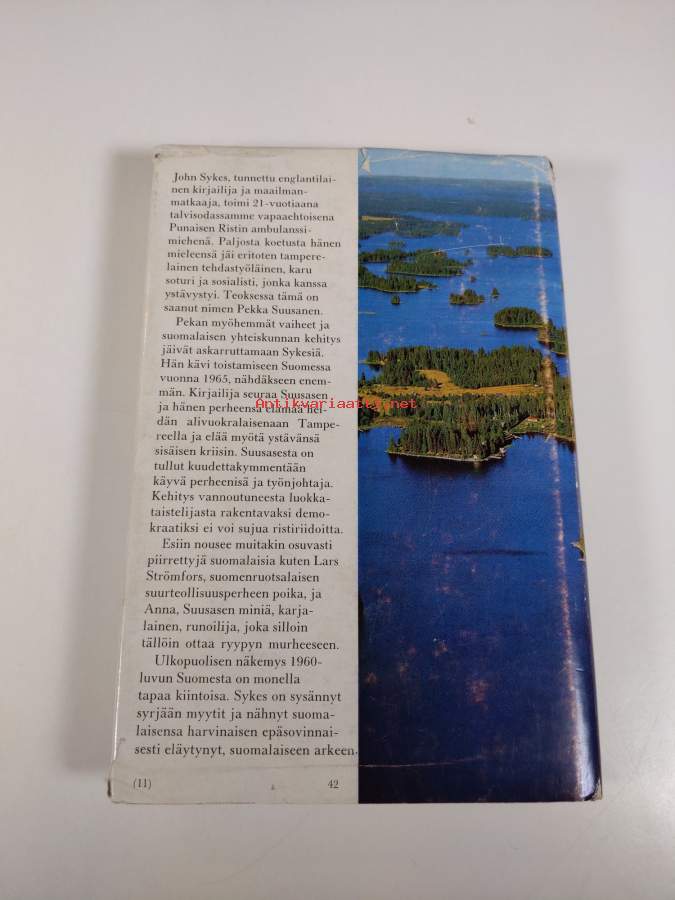 John Sykes, tunnettu englantilai-
nen kirjailija ja maailman-
matkaaja, toimi 21-vuotiaana
talvisodassamme vapaaehtoisena
Punaisen Ristin ambulanssi-
miehenä. Paljosta koetusta hänen
mieleensä jäi eritoten tampere-
lainen tehdastyöläinen, karu
soturi ja sosialisti, jonka kanssa
ystävystyi. Teoksessa tämä on
saanut nimen Pekka Suusanen.
Pekan myöhemmät vaiheet ja
suomalaisen yhteiskunnan kehitys
jäivät askarruttamaan Sykesiä.
Hän kävi toistamiseen Suomessa
vuonna 1965, nähdäkseen enem-
män. Kirjailija seuraa Suusasen
ja hänen perheensä elämää hei-
dän alivuokralaisenaan Tampe-
reella ja elää myötä ystävänsä
sisäisen kriisin. Suusasesta on
tullut kuudettakymmentään
käyvä perheenisä ja työnjohtaja.
Kehitys vannoutuneesta luokka-
taistelijasta rakentavaksi demo-
kraatiksi ei voi sujua ristiriidoitta.
Esiin nousee muitakin osuvasti
piirrettyjä suomalaisia kuten Lars
Strömfors, suomenruotsalaisen
suurteollisuusperheen poika, ja
Anna, Suusasen miniä, karja-
lainen, runoilija, joka silloin
tällöin ottaa ryypyn murheeseen.
Ulkopuolisen näkemys 1960-
luvun Suomesta on monella
tapaa kiintoisa. Sykes on sysännyt
syrjään myytit ja nähnyt suoma-
laisensa harvinaisen epäsovinnai-
sesti eläytynyt, suomalaiseen arkeen.
(11) 42
Antikvariaatti.net